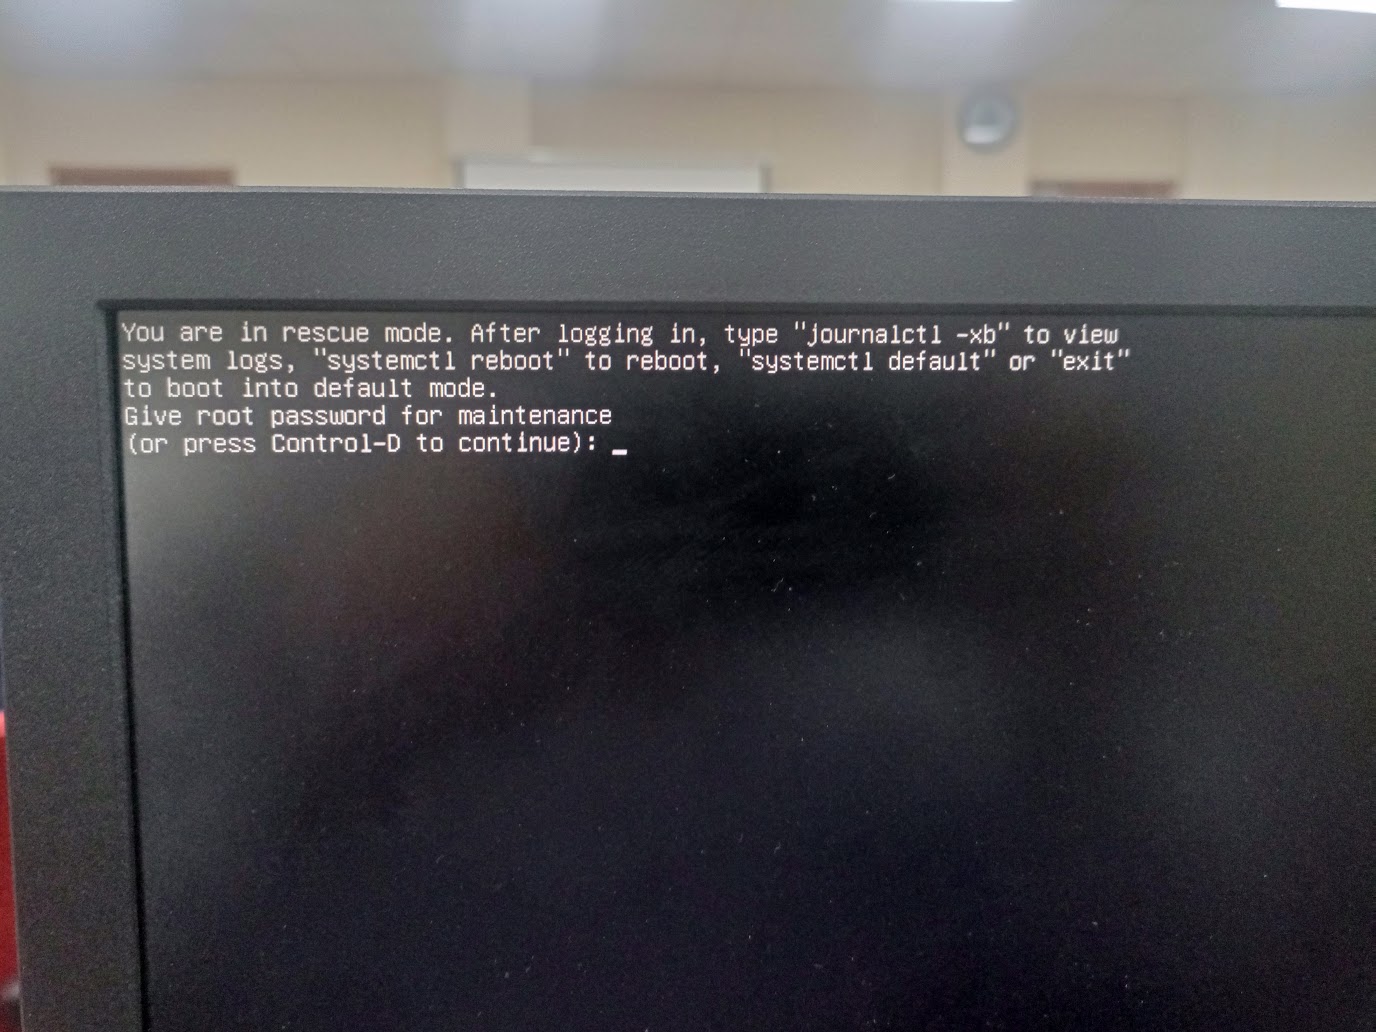 You are in rescue mode. After logging in, type "journalctl -xb" to view
system logs, "systemctl reboot" to reboot, "systemctl default" or "exit"
to boot into default mode.
Give root password for maintenance
(or press Control-D to continue): _